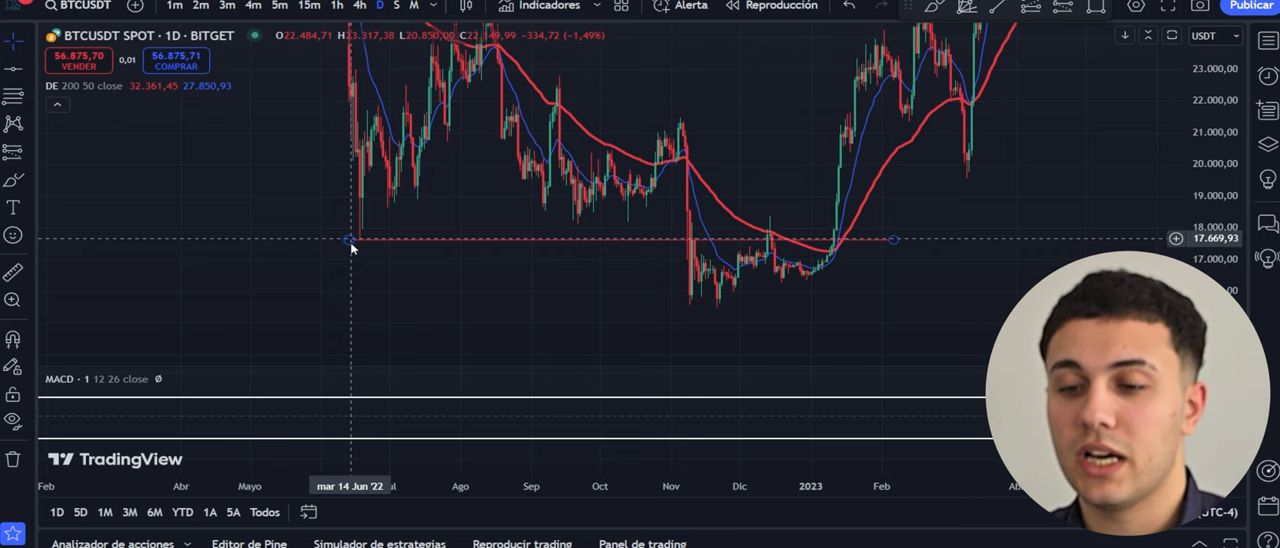 BTCUSDT 1m 2m 3m 4m 5m 15m 1h 4h D S M Indicadores Alerta Reproducción Publicar
BTCUSDT SPOT · 1D · BITGET O22.484,71 H23.317,38 L20.850,00 C22.149,99 -334,72 (-1,49%) USDT
56.875,70 VENDER 0,01 56.875,71 COMPRAR
DE 200 50 close 32.361,45 27.850,93
23.000,00
22.000,00
21.000,00
20.000,00
19.000,00
18.000,00
17.669,93
17.000,00
MACD · 1 12 26 close Ø
TradingView
Feb Abr Mayo mar 14 Jun '22 Jul Ago Sep Oct Nov Dic 2023 Feb
1D 5D 1M 3M 6M YTD 1A 5A Todos (UTC-4)
Analizador de acciones Editor de Pine Simulador de estrategias Reproducir trading Panel de trading